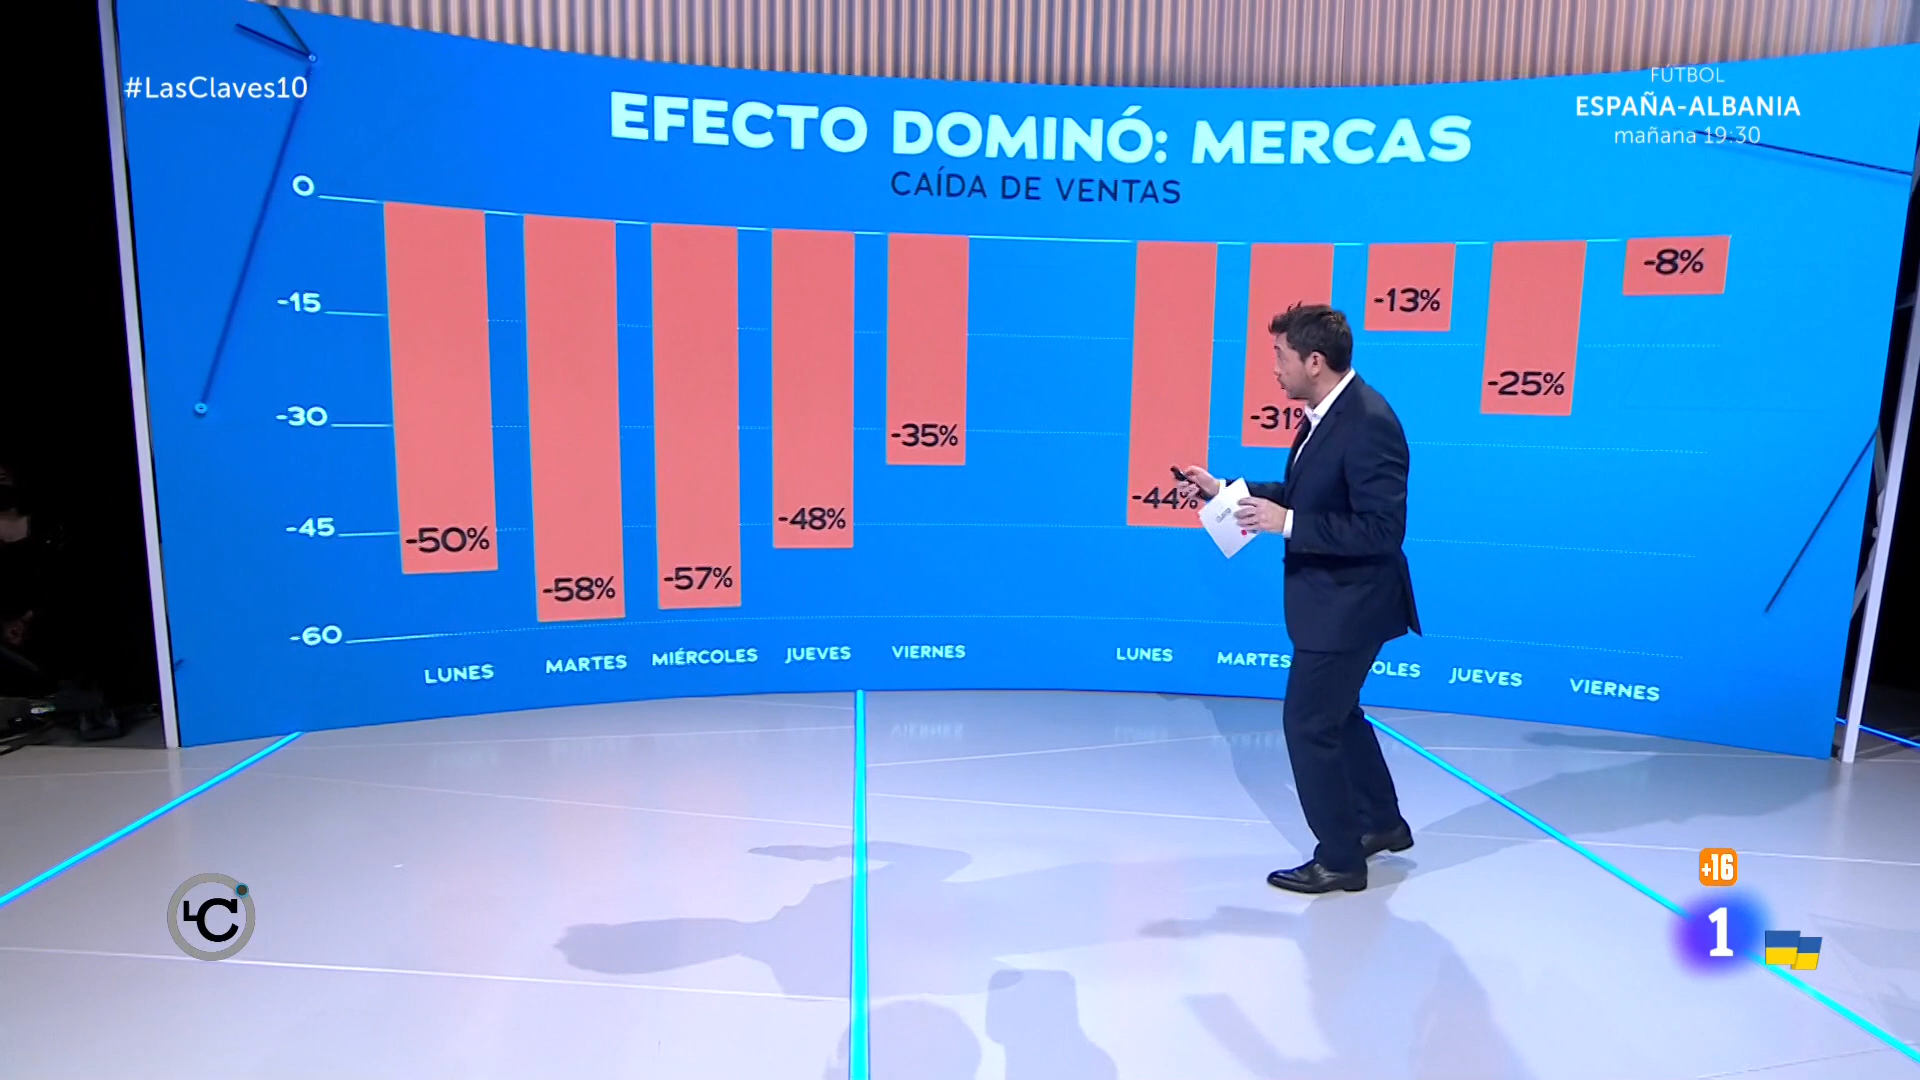 #LasClaves10
FÚTBOL
ESPAÑA-ALBANIA
mañana 19:30
EFECTO DOMINÓ: MERCAS
CAÍDA DE VENTAS
0
-15
-30
-45
-60
-50%
-58%
-57%
-48%
-35%
-44%
-31%
-13%
-25%
-8%
LUNES MARTES MIÉRCOLES JUEVES VIERNES
LUNES MARTES OLES JUEVES VIERNES
LC
+16
1